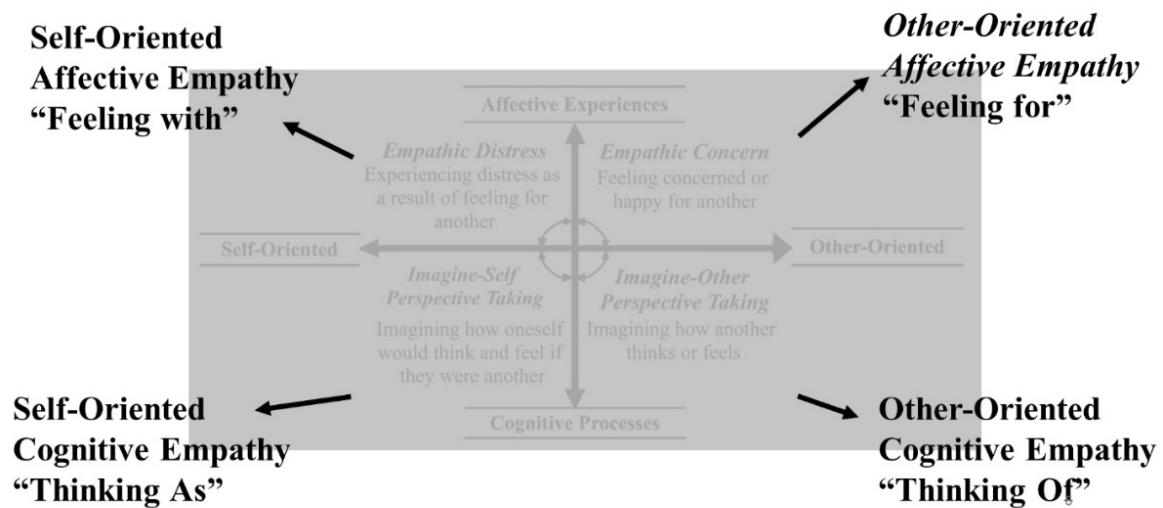 Self-Oriented
Affective Empathy
“Feeling with”
Other-Oriented
Affective Empathy
“Feeling for”
Affective Experiences
Empathic Distress
Experiencing distress as
a result of feeling for
another
Empathic Concern
Feeling concerned or
happy for another
Self-Oriented
Other-Oriented
Imagine-Self
Perspective Taking
Imagining how oneself
would think and feel if
they were another
Imagine-Other
Perspective Taking
Imagining how another
thinks or feels
Cognitive Processes
Self-Oriented
Cognitive Empathy
“Thinking As”
Other-Oriented
Cognitive Empathy
“Thinking Of”